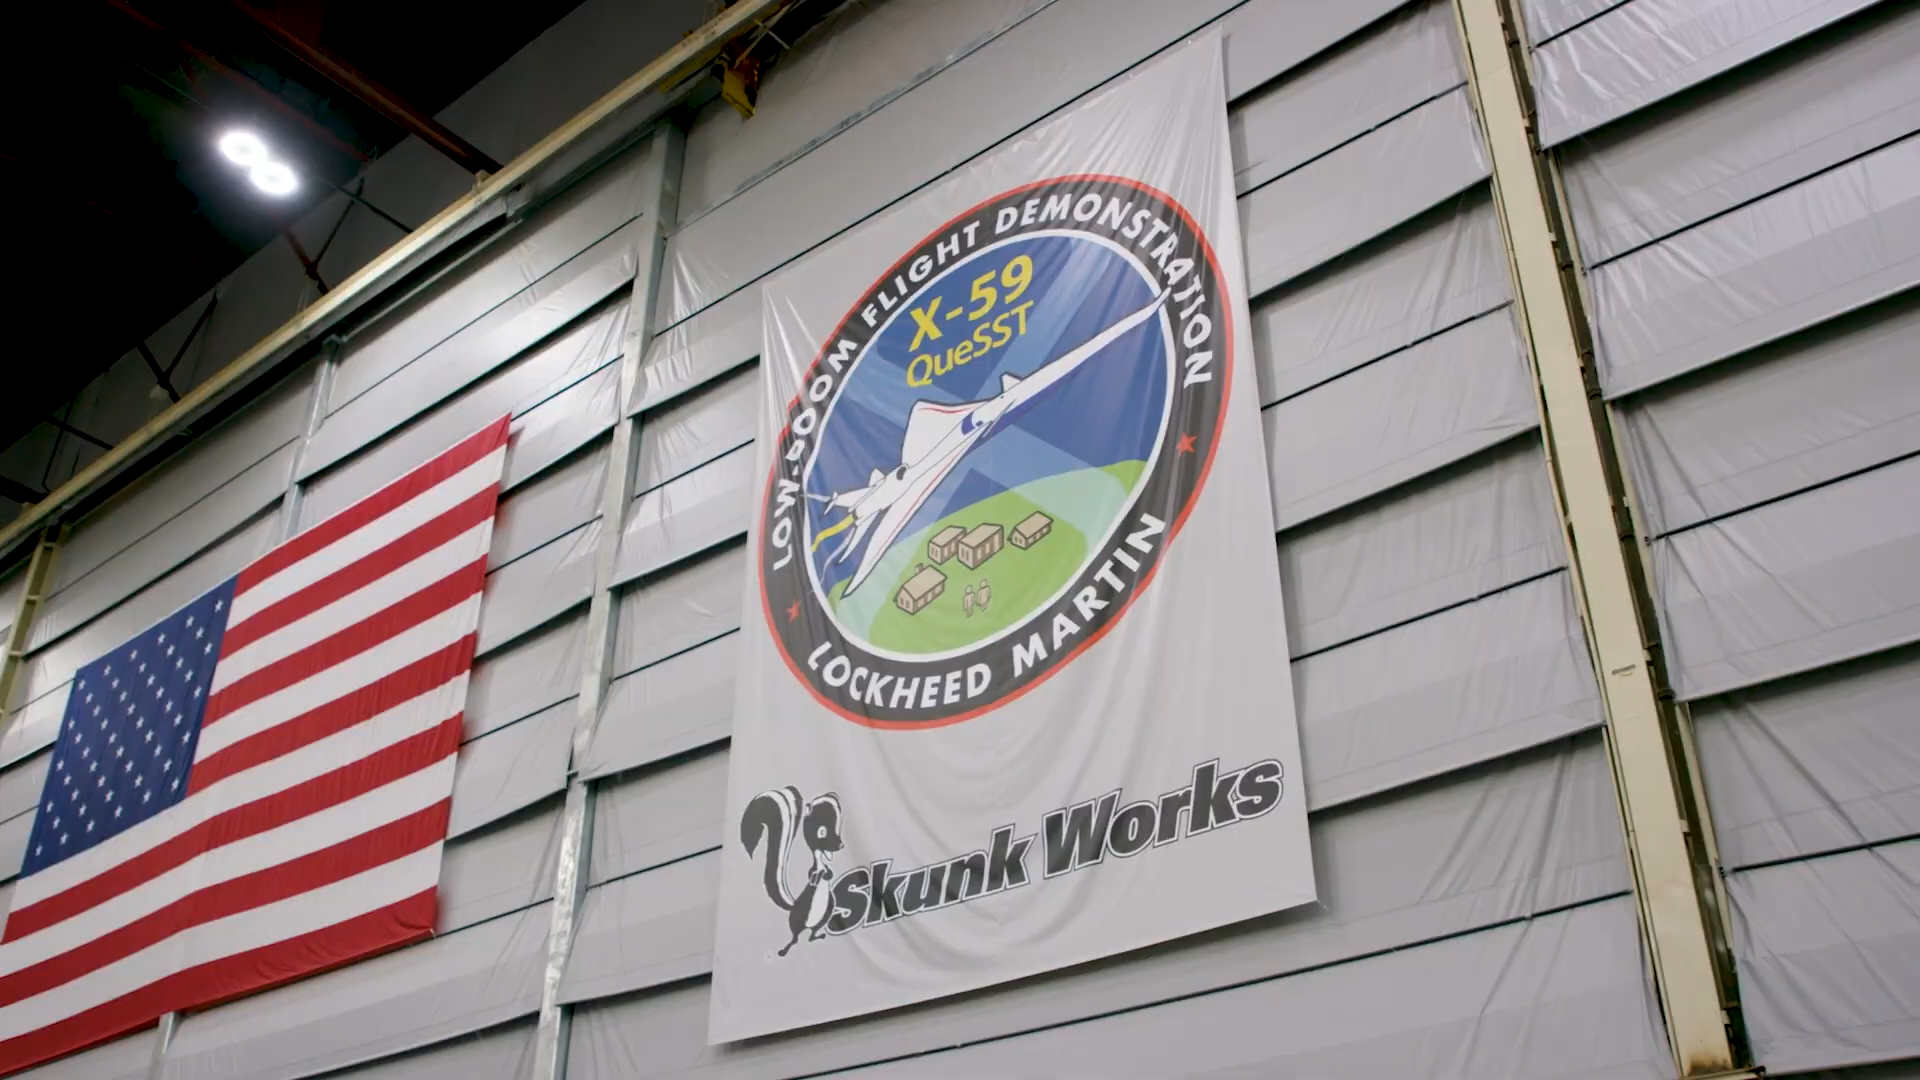 LOW-BOOM FLIGHT DEMONSTRATION
X-59
QueSST
LOCKHEED MARTIN
Skunk Works